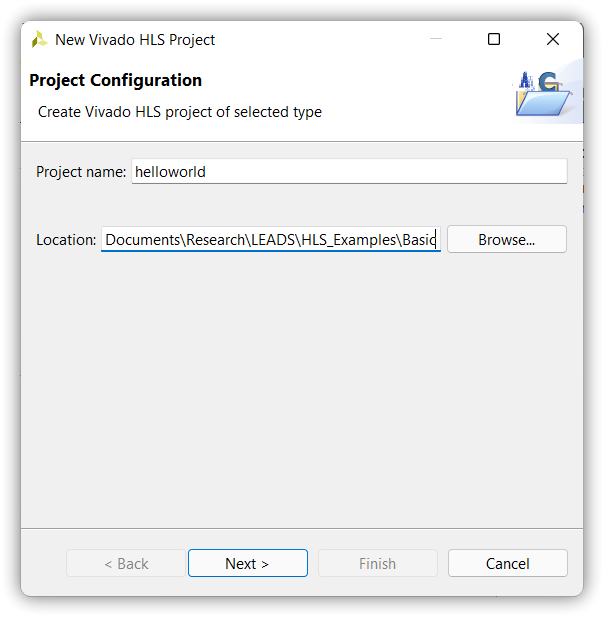 New Vivado HLS Project
Project Configuration
Create Vivado HLS project of selected type
Project name: helloworld
Location: Documents\Research\LEADS\HLS_Examples\Basic Browse...
< Back Next > Finish Cancel